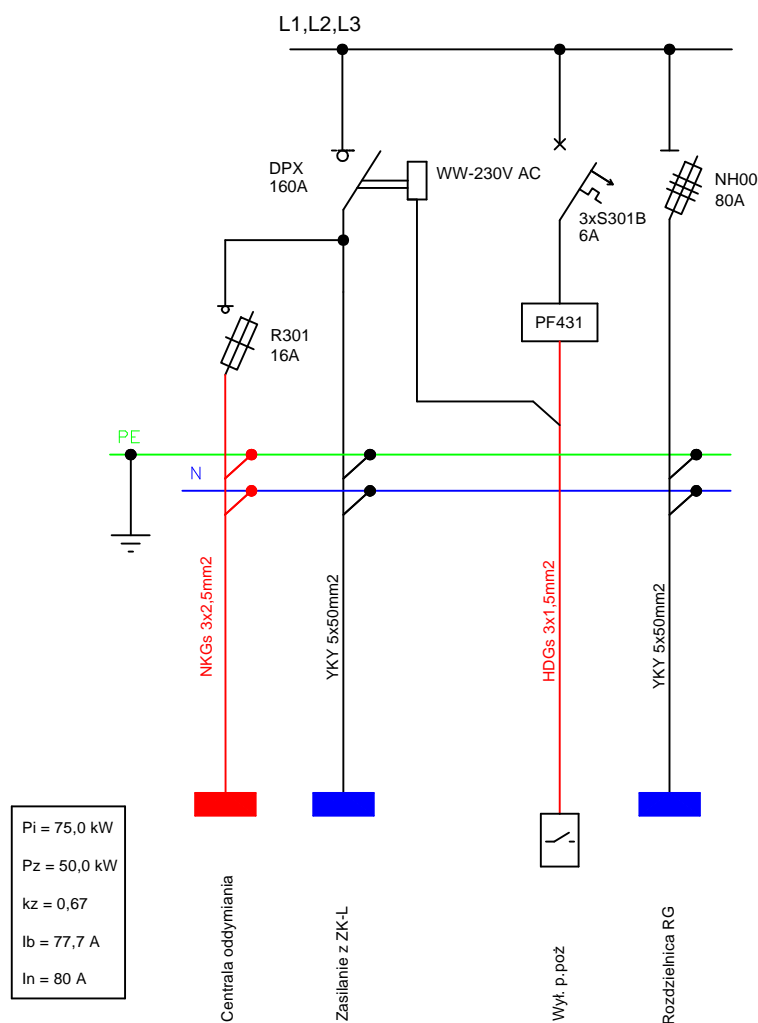 L1,L2,L3
DPX
160A
WW-230V AC
3xS301B
6A
NH00
80A
PF431
R301
16A
PE
N
NKGs 3x2,5mm2
YKY 5x50mm2
HDGs 3x1,5mm2
YKY 5x50mm2
Pi = 75,0 kW
Pz = 50,0 kW
kz = 0,67
Ib = 77,7 A
In = 80 A
Centrala oddymiania
Zasilanie z ZK-L
Wył. p.poż
Rozdzielnica RG